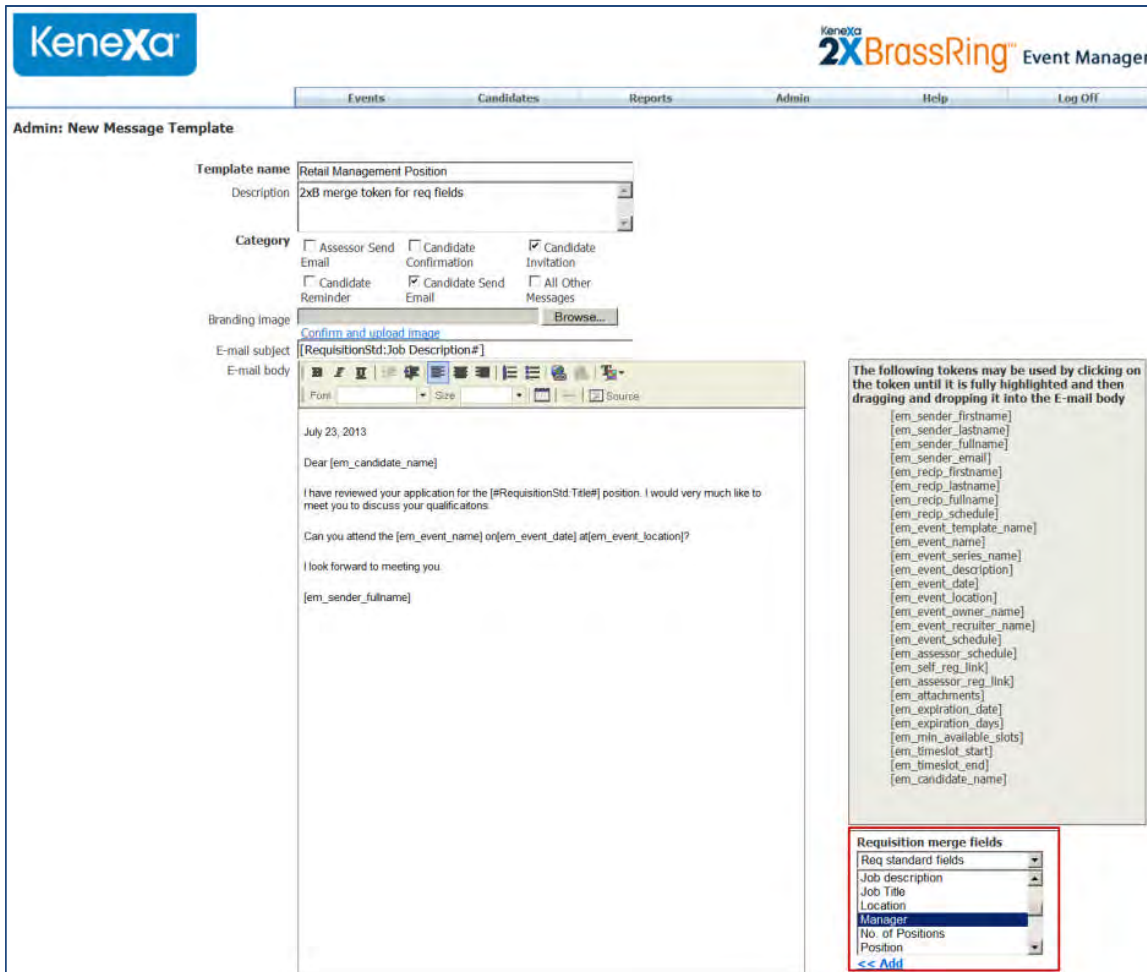 Kenexa
Kenexa
2XBrassRing™ Event Manager
Events Candidates Reports Admin Help Log Off
Admin: New Message Template
Template name Retail Management Position
Description 2xB merge token for req fields
Category
Assessor Send Email
Candidate Confirmation
Candidate Invitation
Candidate Reminder
Candidate Send Email
All Other Messages
Branding image Browse...
Confirm and upload image
E-mail subject [RequisitionStd:Job Description#]
E-mail body
B I U
Font Size Source
July 23, 2013
Dear [em_candidate_name]
I have reviewed your application for the [#RequisitionStd:Title#] position. I would very much like to
meet you to discuss your qualificaitons.
Can you attend the [em_event_name] on[em_event_date] at[em_event_location]?
I look forward to meeting you.
[em_sender_fullname]
The following tokens may be used by clicking on
the token until it is fully highlighted and then
dragging and dropping it into the E-mail body
[em_sender_firstname]
[em_sender_lastname]
[em_sender_fullname]
[em_sender_email]
[em_recip_firstname]
[em_recip_lastname]
[em_recip_fullname]
[em_recip_schedule]
[em_event_template_name]
[em_event_name]
[em_event_series_name]
[em_event_description]
[em_event_date]
[em_event_location]
[em_event_owner_name]
[em_event_recruiter_name]
[em_event_schedule]
[em_assessor_schedule]
[em_self_reg_link]
[em_assessor_reg_link]
[em_attachments]
[em_expiration_date]
[em_expiration_days]
[em_min_available_slots]
[em_timeslot_start]
[em_timeslot_end]
[em_candidate_name]
Requisition merge fields
Req standard fields
Job description
Job Title
Location
Manager
No. of Positions
Position
<< Add